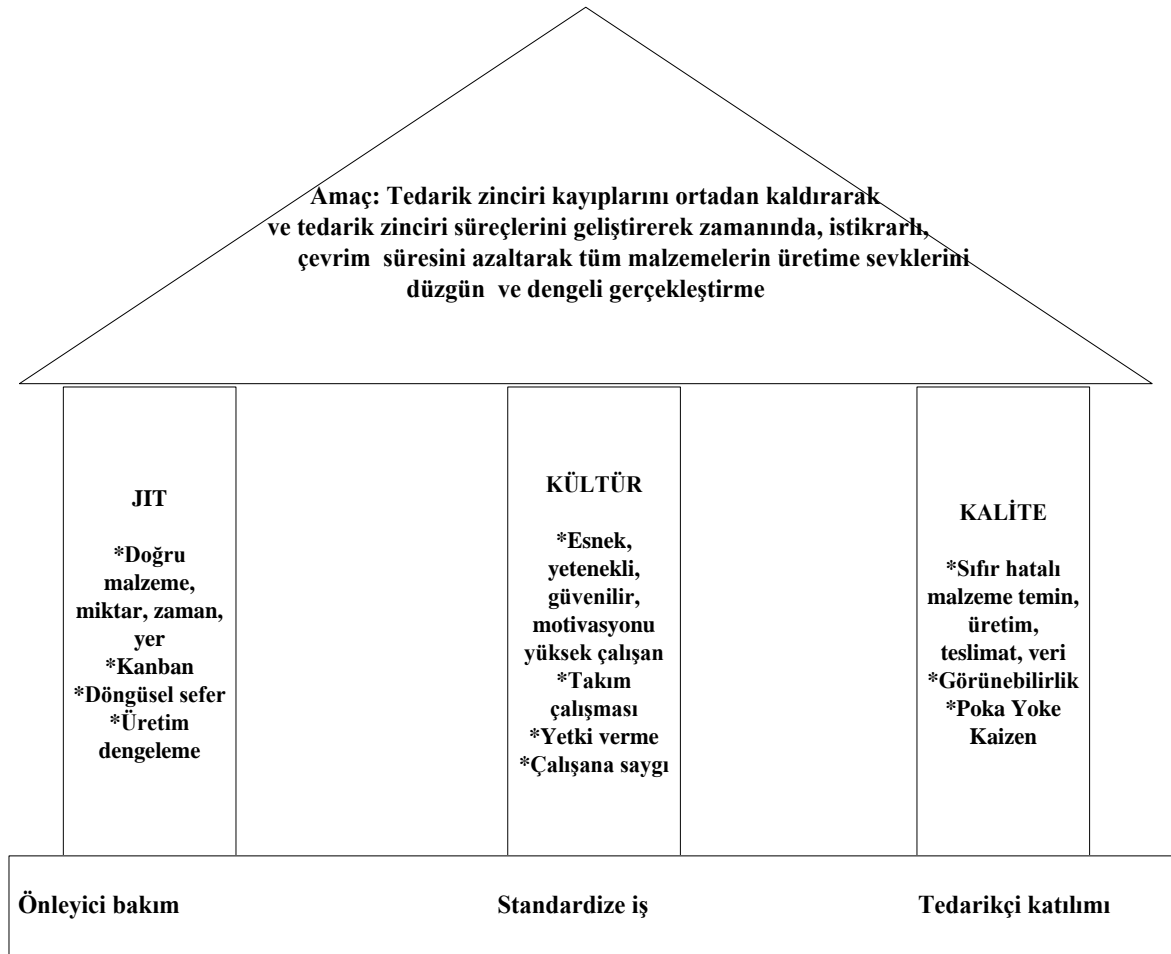 Amaç: Tedarik zinciri kayıplarını ortadan kaldırarak
ve tedarik zinciri süreçlerini geliştirerek zamanında, istikrarlı,
çevrim süresini azaltarak tüm malzemelerin üretime sevklerini
düzgün ve dengeli gerçekleştirme
JIT
*Doğru
malzeme,
miktar, zaman,
yer
*Kanban
*Döngüsel sefer
*Üretim
dengeleme
KÜLTÜR
*Esnek,
yetenekli,
güvenilir,
motivasyonu
yüksek çalışan
*Takım
çalışması
*Yetki verme
*Çalışana saygı
KALİTE
*Sıfır hatalı
malzeme temin,
üretim,
teslimat, veri
*Görünebilirlik
*Poka Yoke
Kaizen
Önleyici bakım
Standardize iş
Tedarikçi katılımı